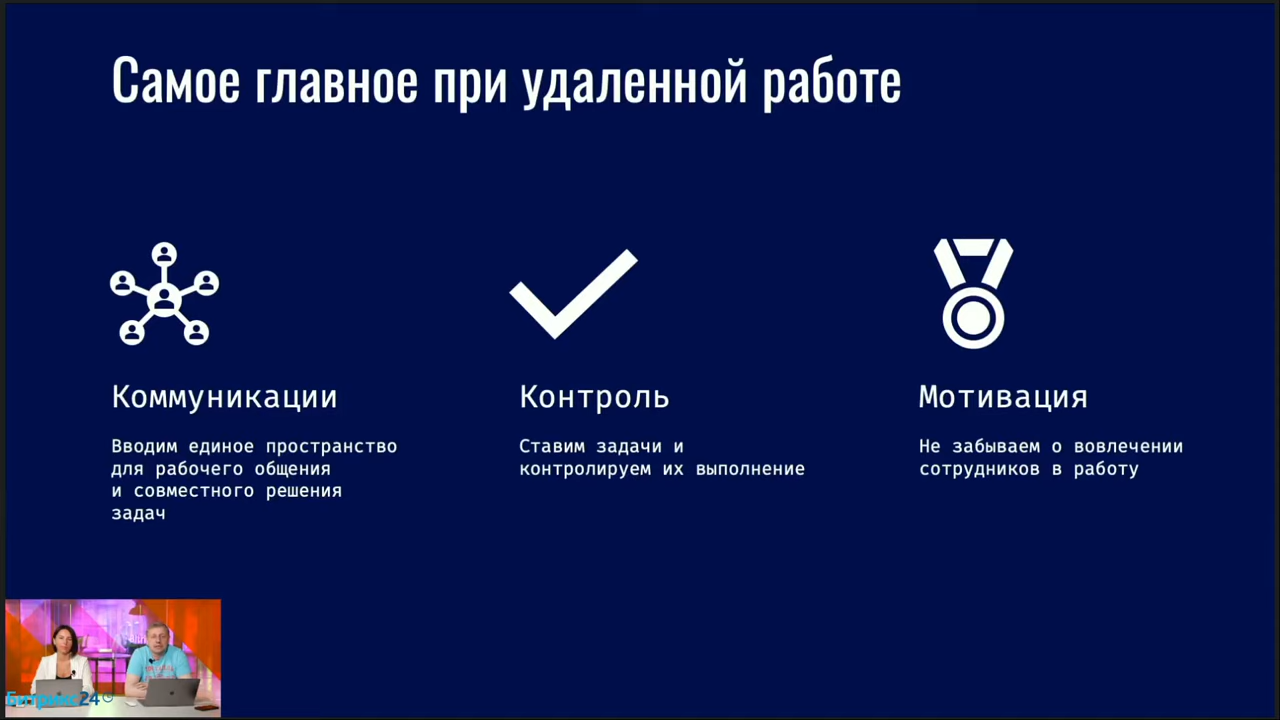 Самое главное при удаленной работе
Коммуникации
Вводим единое пространство
для рабочего общения
и совместного решения
задач
Контроль
Ставим задачи и
контролируем их выполнение
Мотивация
Не забываем о вовлечении
сотрудников в работу
Битрикс24